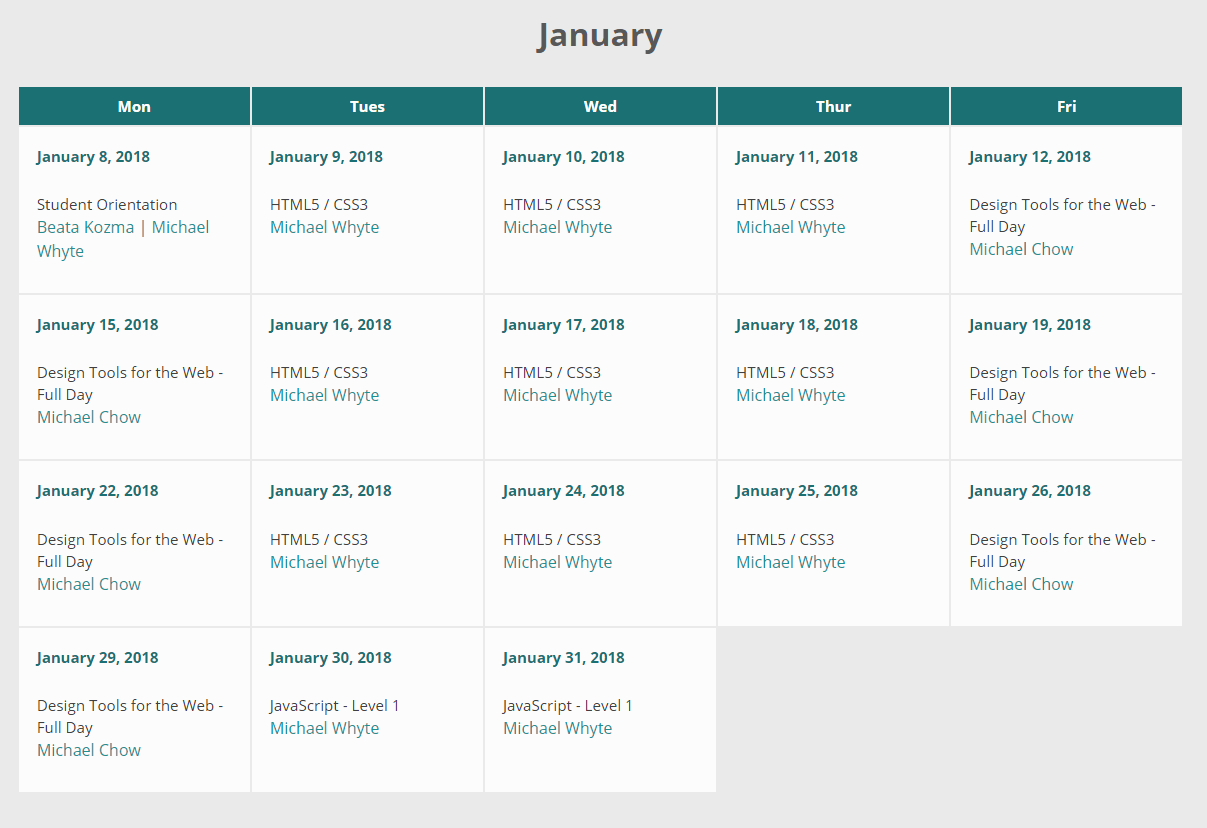 January
Mon
Tues
Wed
Thur
Fri
January 8, 2018
Student Orientation
Beata Kozma | Michael
Whyte
January 9, 2018
HTML5 / CSS3
Michael Whyte
January 10, 2018
HTML5 / CSS3
Michael Whyte
January 11, 2018
HTML5 / CSS3
Michael Whyte
January 12, 2018
Design Tools for the Web -
Full Day
Michael Chow
January 15, 2018
Design Tools for the Web -
Full Day
Michael Chow
January 16, 2018
HTML5 / CSS3
Michael Whyte
January 17, 2018
HTML5 / CSS3
Michael Whyte
January 18, 2018
HTML5 / CSS3
Michael Whyte
January 19, 2018
Design Tools for the Web -
Full Day
Michael Chow
January 22, 2018
Design Tools for the Web -
Full Day
Michael Chow
January 23, 2018
HTML5 / CSS3
Michael Whyte
January 24, 2018
HTML5 / CSS3
Michael Whyte
January 25, 2018
HTML5 / CSS3
Michael Whyte
January 26, 2018
Design Tools for the Web -
Full Day
Michael Chow
January 29, 2018
Design Tools for the Web -
Full Day
Michael Chow
January 30, 2018
JavaScript - Level 1
Michael Whyte
January 31, 2018
JavaScript - Level 1
Michael Whyte